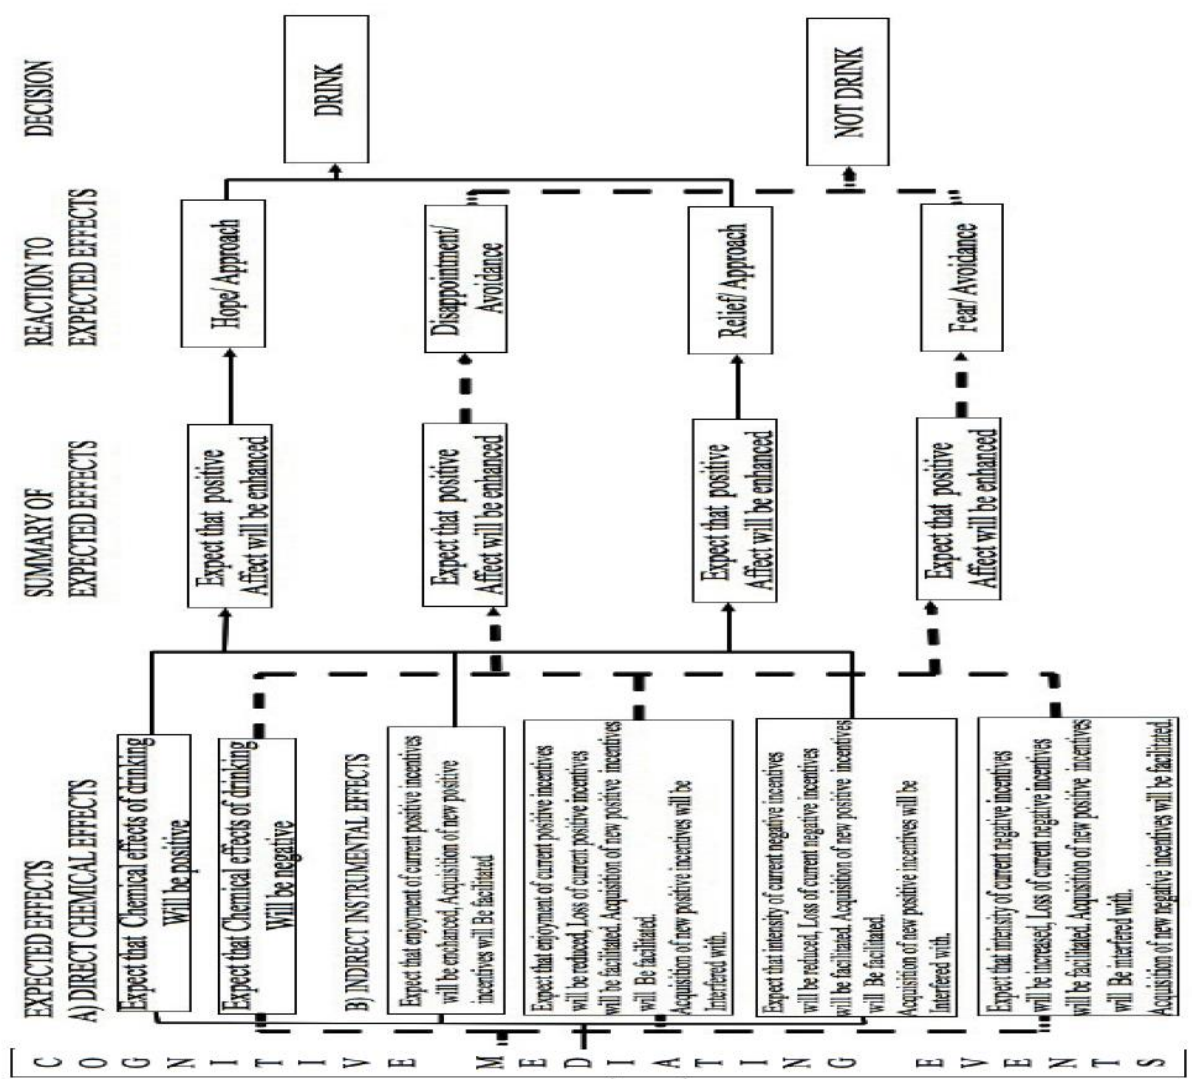 EXPECTED EFFECTS
A) DIRECT CHEMICAL EFFECTS
Expect that Chemical effects of drinking
Will be positive
Expect that Chemical effects of drinking
Will be negative
B) INDIRECT INSTRUMENTAL EFFECTS
Expect that enjoyment of current positive incentives
will be enhanced, Acquisition of new positive
incentives will Be facilitated
Expect that enjoyment of current positive incentives
will be reduced, Loss of current positive incentives
will be facilitated. Acquisition of new positive incentives
will Be facilitated.
Acquisition of new positive incentives will be
Interfered with.
Expect that intensity of current negative incentives
will be reduced, Loss of current negative incentives
will be facilitated. Acquisition of new positive incentives
will Be facilitated.
Acquisition of new positive incentives will be
Interfered with.
Expect that intensity of current negative incentives
will be increased, Loss of current negative incentives
will be facilitated. Acquisition of new positive incentives
will Be interfered with.
Acquisition of new negative incentives will be facilitated.
SUMMARY OF
EXPECTED EFFECTS
Expect that positive
Affect will be enhanced
Expect that positive
Affect will be enhanced
Expect that positive
Affect will be enhanced
Expect that positive
Affect will be enhanced
REACTION TO
EXPECTED EFFECTS
Hope/ Approach
Disappointment/
Avoidance
Relief/ Approach
Fear/ Avoidance
DECISION
DRINK
NOT DRINK
C O G N I T I V E M E D I A T I N G E V E N T S